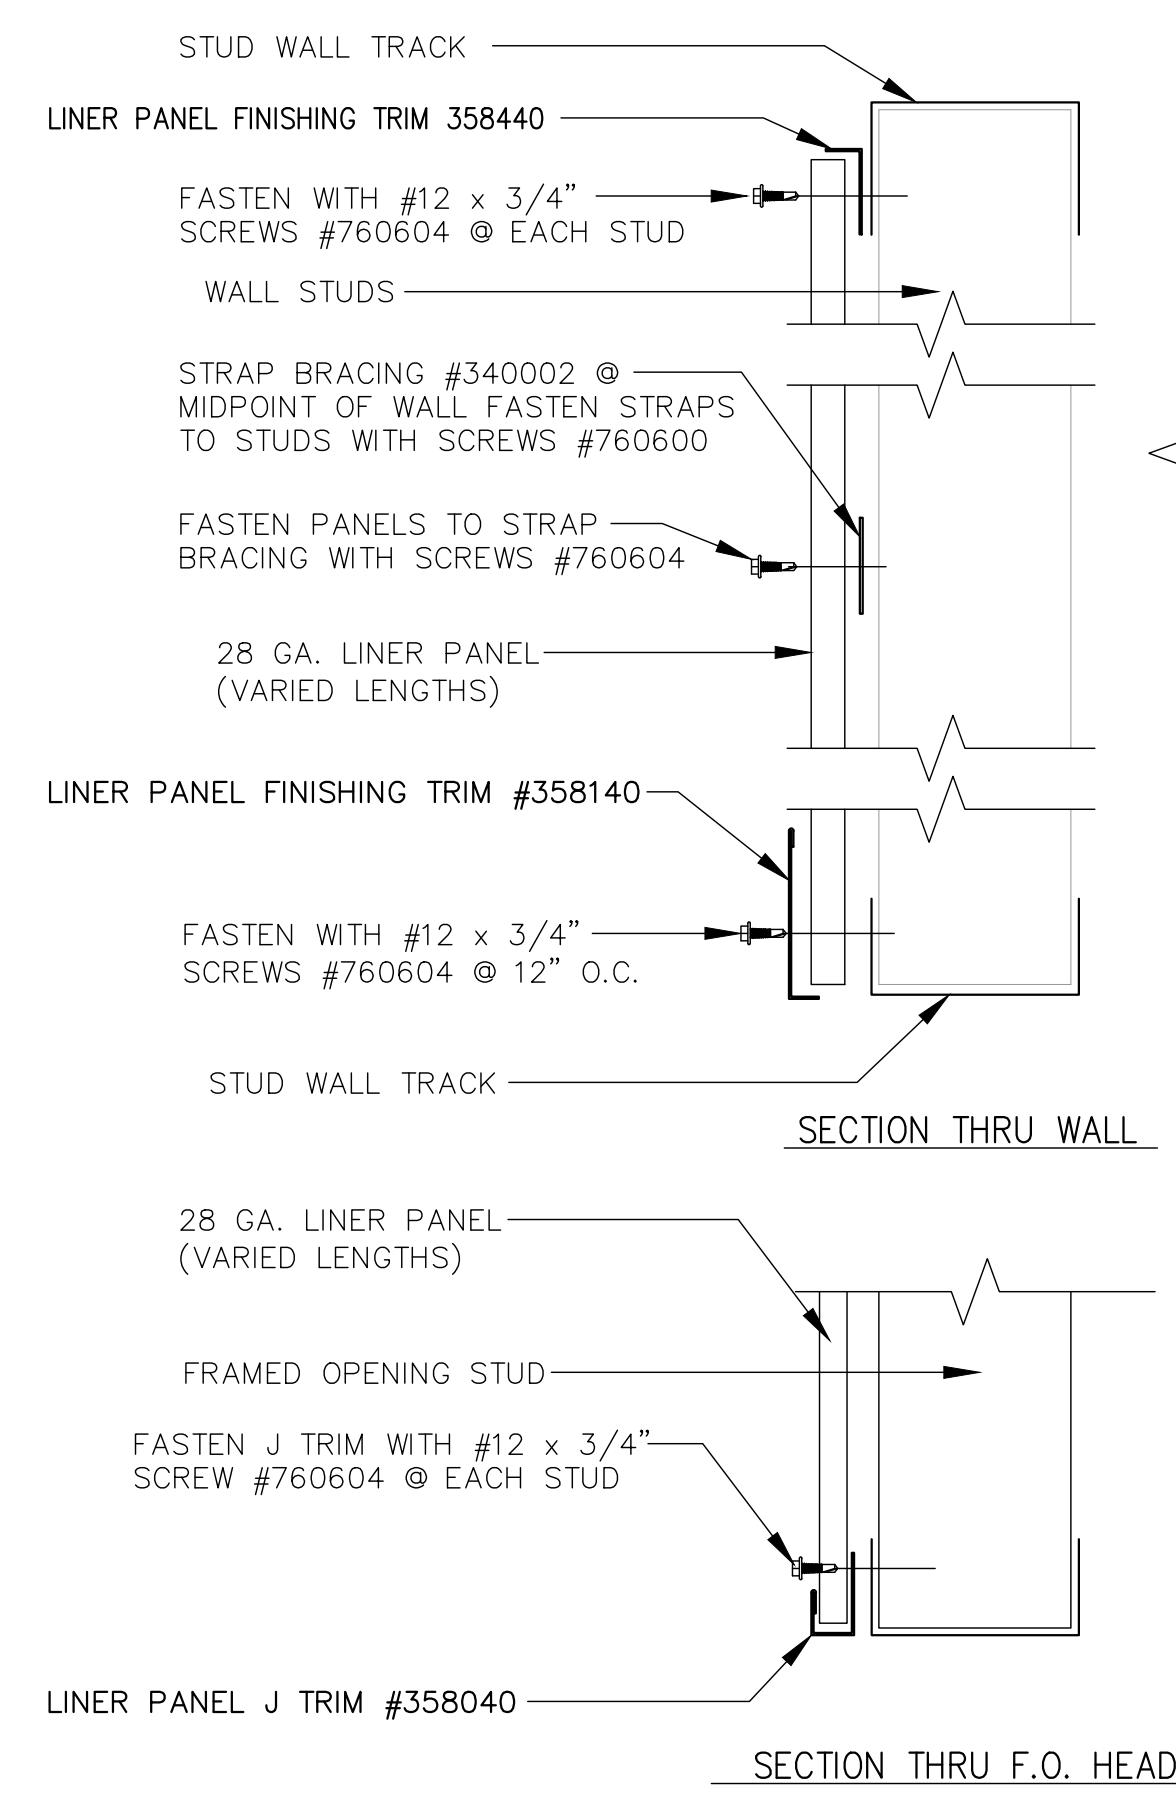 STUD WALL TRACK
LINER PANEL FINISHING TRIM 358440
FASTEN WITH #12 x 3/4”
SCREWS #760604 @ EACH STUD
WALL STUDS
STRAP BRACING #340002 @
MIDPOINT OF WALL FASTEN STRAPS
TO STUDS WITH SCREWS #760600
FASTEN PANELS TO STRAP
BRACING WITH SCREWS #760604
28 GA. LINER PANEL
(VARIED LENGTHS)
LINER PANEL FINISHING TRIM #358140
FASTEN WITH #12 x 3/4”
SCREWS #760604 @ 12” O.C.
STUD WALL TRACK
SECTION THRU WALL
28 GA. LINER PANEL
(VARIED LENGTHS)
FRAMED OPENING STUD
FASTEN J TRIM WITH #12 x 3/4”
SCREW #760604 @ EACH STUD
LINER PANEL J TRIM #358040
SECTION THRU F.O. HEAD